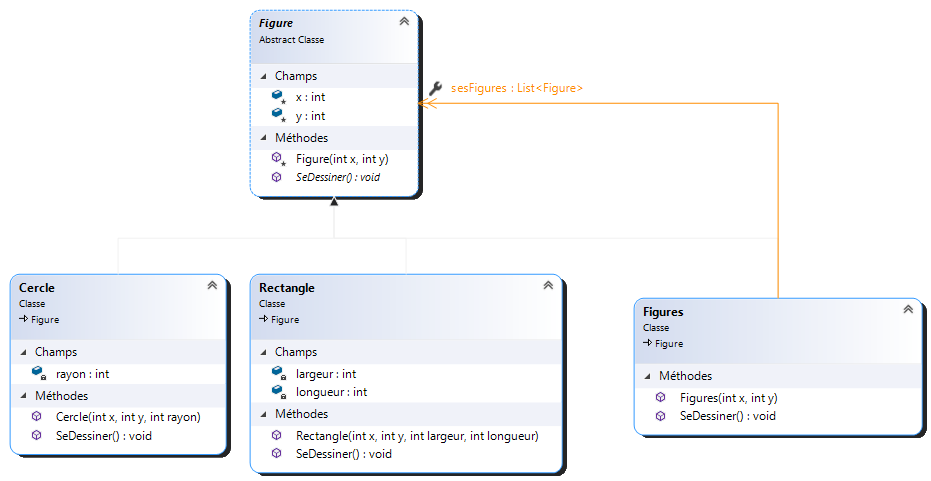 Figure
Abstract Classe
Champs
x : int
y : int
Méthodes
Figure(int x, int y)
SeDessiner() : void
sesFigures : List<Figure>
Cercle
Classe
Figure
Champs
rayon : int
Méthodes
Cercle(int x, int y, int rayon)
SeDessiner() : void
Rectangle
Classe
Figure
Champs
largeur : int
longueur : int
Méthodes
Rectangle(int x, int y, int largeur, int longueur)
SeDessiner() : void
Figures
Classe
Figure
Méthodes
Figures(int x, int y)
SeDessiner() : void